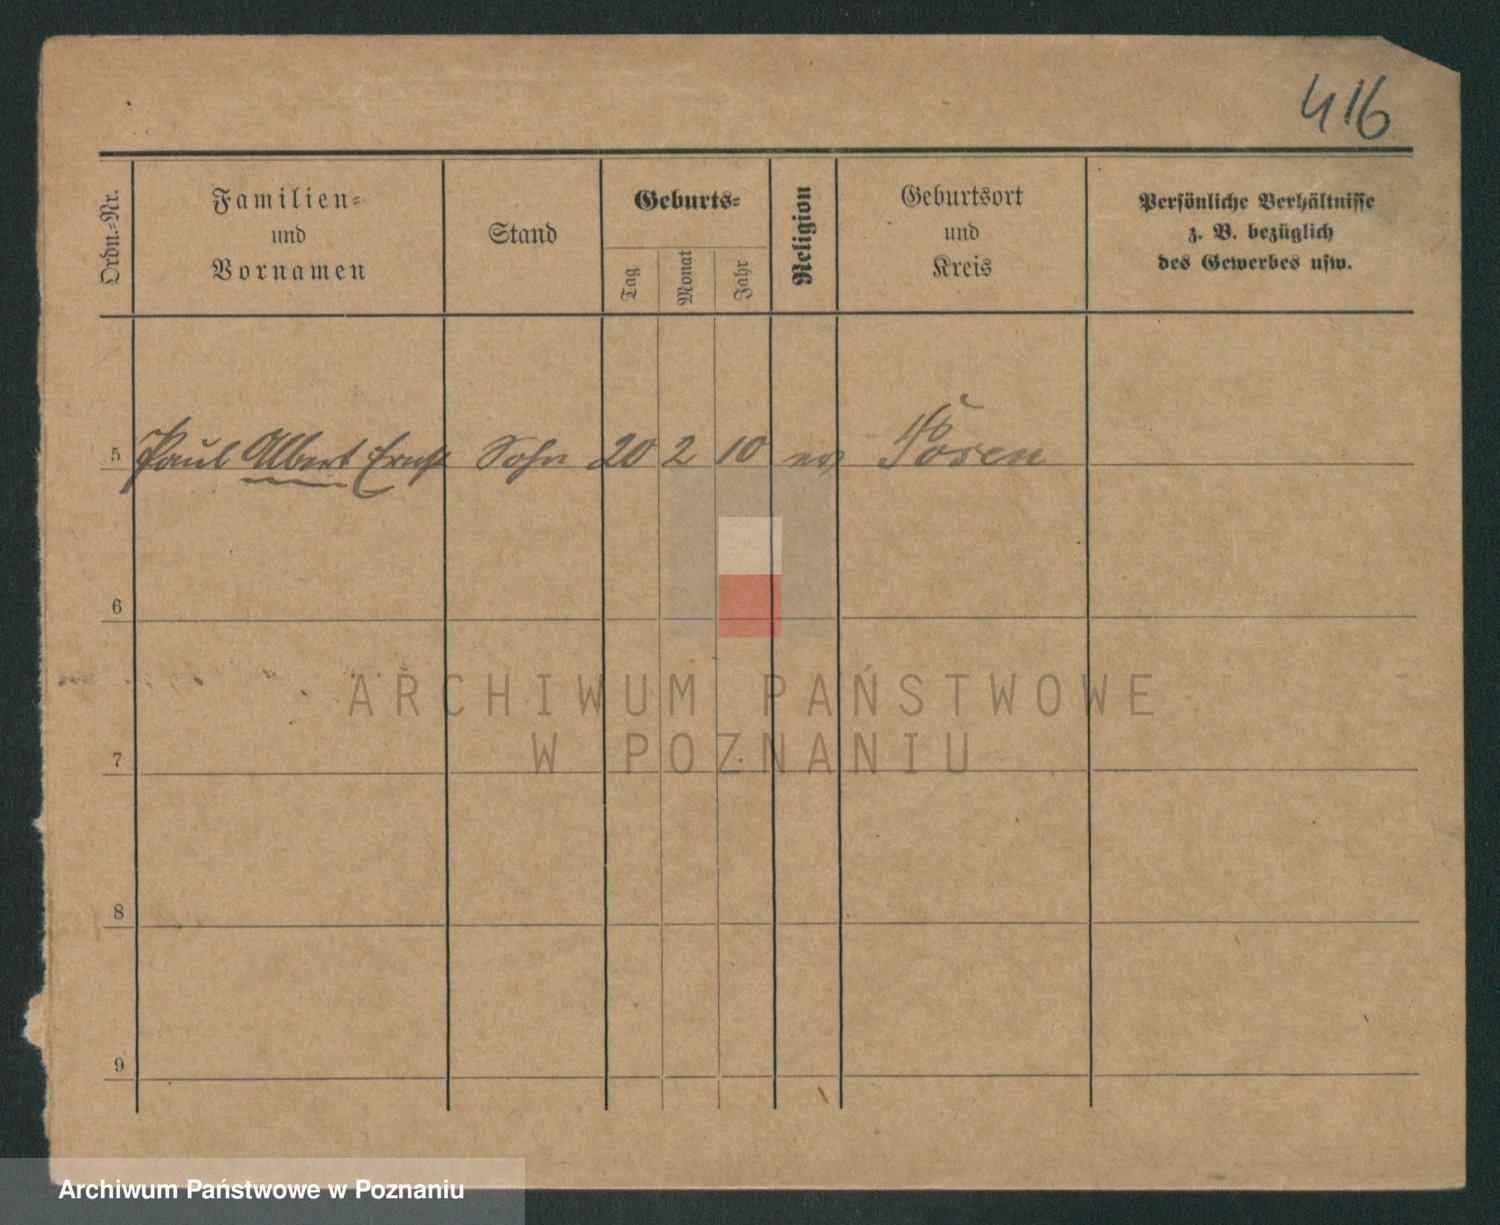 416
Ordn.-Nr.
Familien-
und
Vornamen
Stand
Geburts-
Tag
Monat
Jahr
Religion
Geburtsort
und
Kreis
Persönliche Verhältnisse
z. B. bezüglich
des Gewerbes usw.
5 Paul Albert Ernst Sohn 20 2 10 ev Posen
6
7
8
9
ARCHIWUM PAŃSTWOWE
W POZNANIU
Archiwum Państwowe w Poznaniu